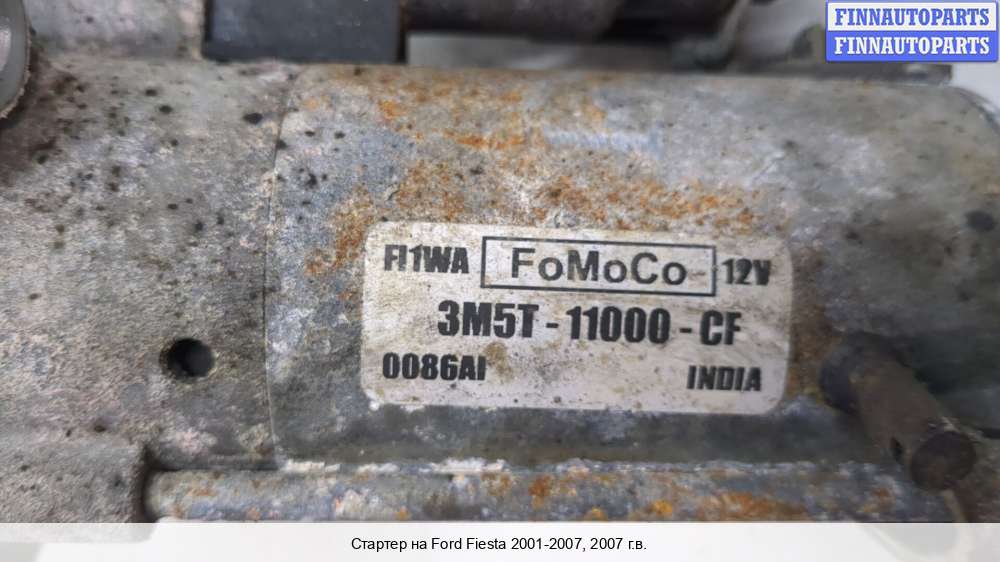 FINNAUTOPARTS
FINNAUTOPARTS
FI1WA FoMoCo 12V
3M5T - 11000 - CF
0086AI INDIA
Стартер на Ford Fiesta 2001-2007, 2007 г.в.